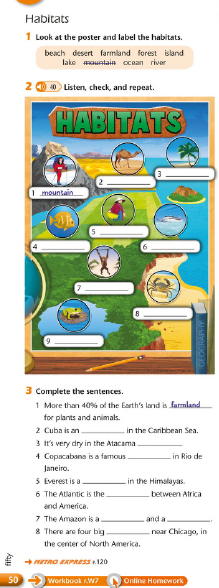 Habitats
1 Look at the poster and label the habitats.
beach desert farmland forest island
lake mountain ocean river
2 40 Listen, check, and repeat.
HABITATS
3
2
1 mountain
5
4
6
7
8
9
GEOGRAPHY
3 Complete the sentences.
1 More than 40% of the Earth's land is farmland
for plants and animals.
2 Cuba is an ________ in the Caribbean Sea.
3 It's very dry in the Atacama ________
4 Copacabana is a famous ________ in Rio de
Janeiro.
5 Everest is a ________ in the Himalayas.
6 The Atlantic is the ________ between Africa
and America.
7 The Amazon is a ________ and a ________.
8 There are four big ________ near Chicago, in
the center of North America.
fifty
→ METRO EXPRESS p.120
50 → Workbook p.W7 Online Homework